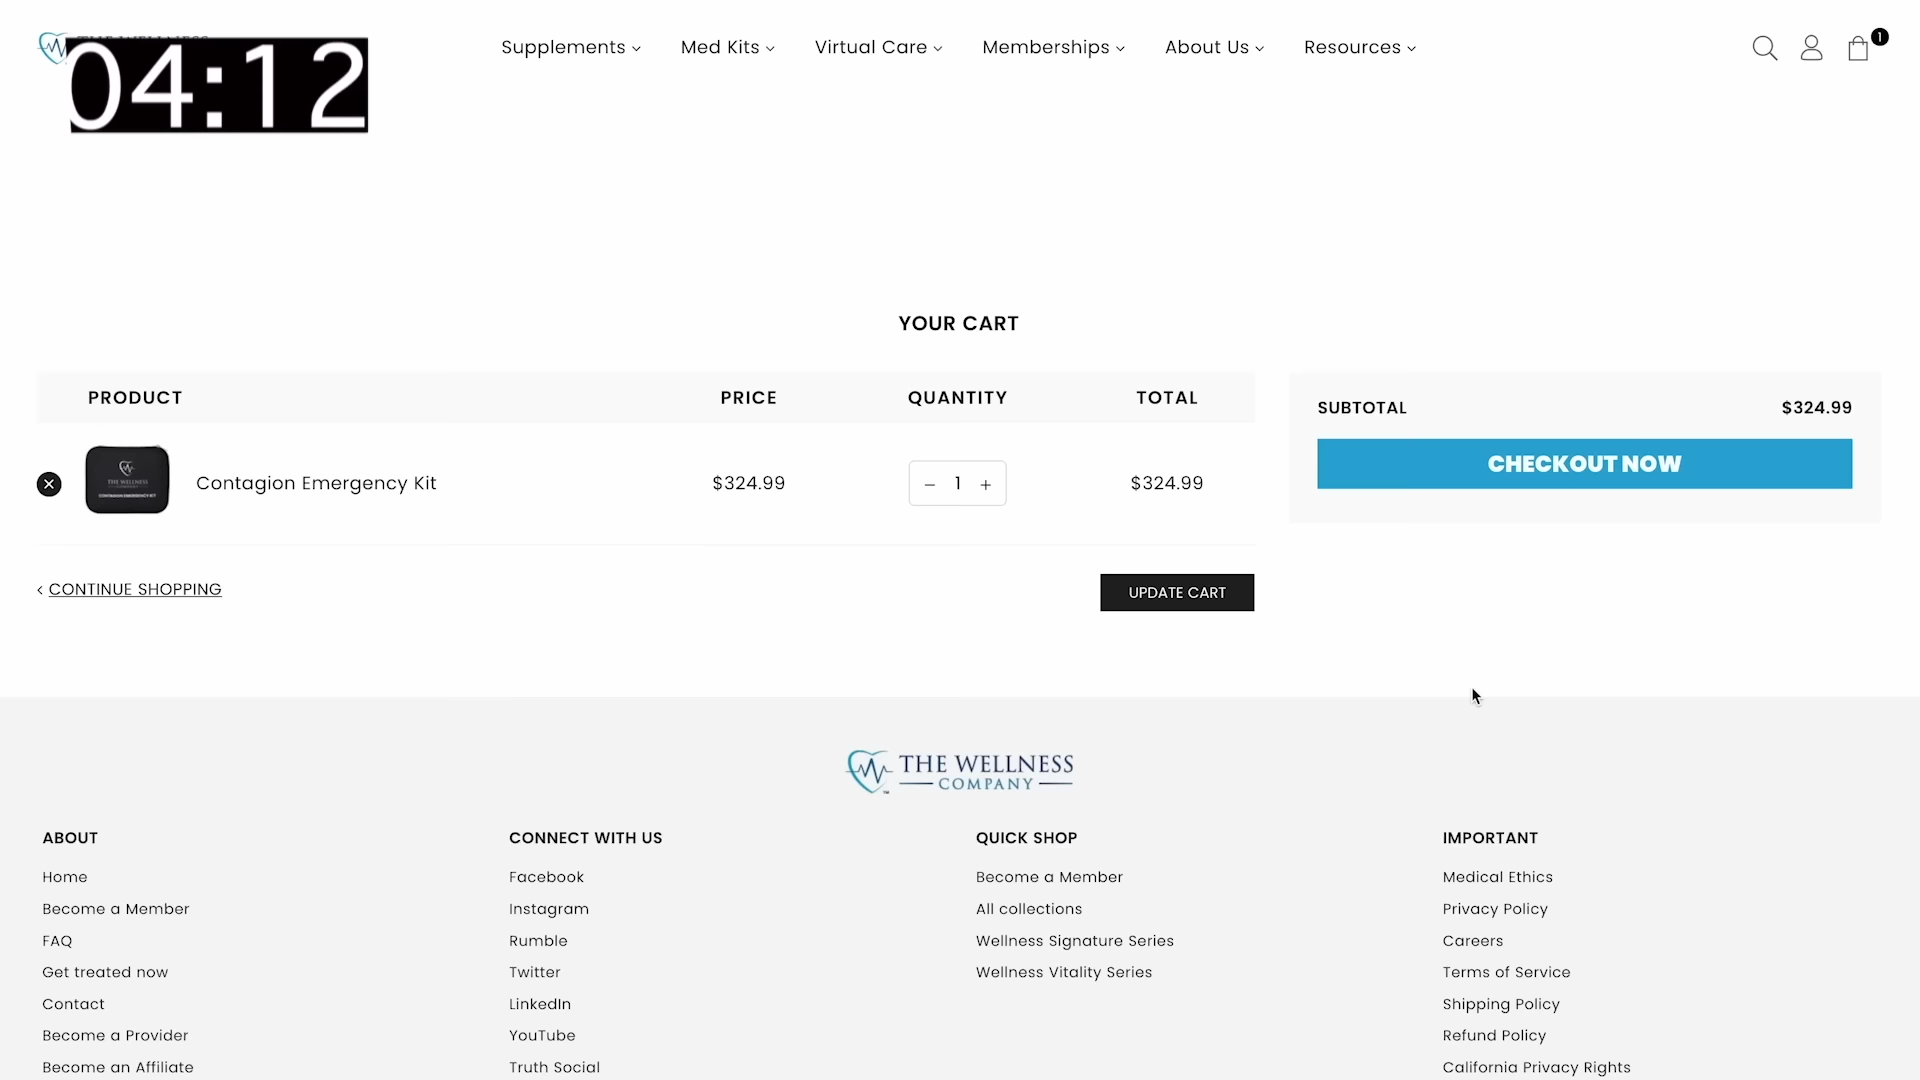 04:12
Supplements
Med Kits
Virtual Care
Memberships
About Us
Resources
1
YOUR CART
PRODUCT
PRICE
QUANTITY
TOTAL
Contagion Emergency Kit
$324.99
− 1 +
$324.99
SUBTOTAL
$324.99
CHECKOUT NOW
< CONTINUE SHOPPING
UPDATE CART
THE WELLNESS
COMPANY
ABOUT
Home
Become a Member
FAQ
Get treated now
Contact
Become a Provider
Become an Affiliate
CONNECT WITH US
Facebook
Instagram
Rumble
Twitter
LinkedIn
YouTube
Truth Social
QUICK SHOP
Become a Member
All collections
Wellness Signature Series
Wellness Vitality Series
IMPORTANT
Medical Ethics
Privacy Policy
Careers
Terms of Service
Shipping Policy
Refund Policy
California Privacy Rights